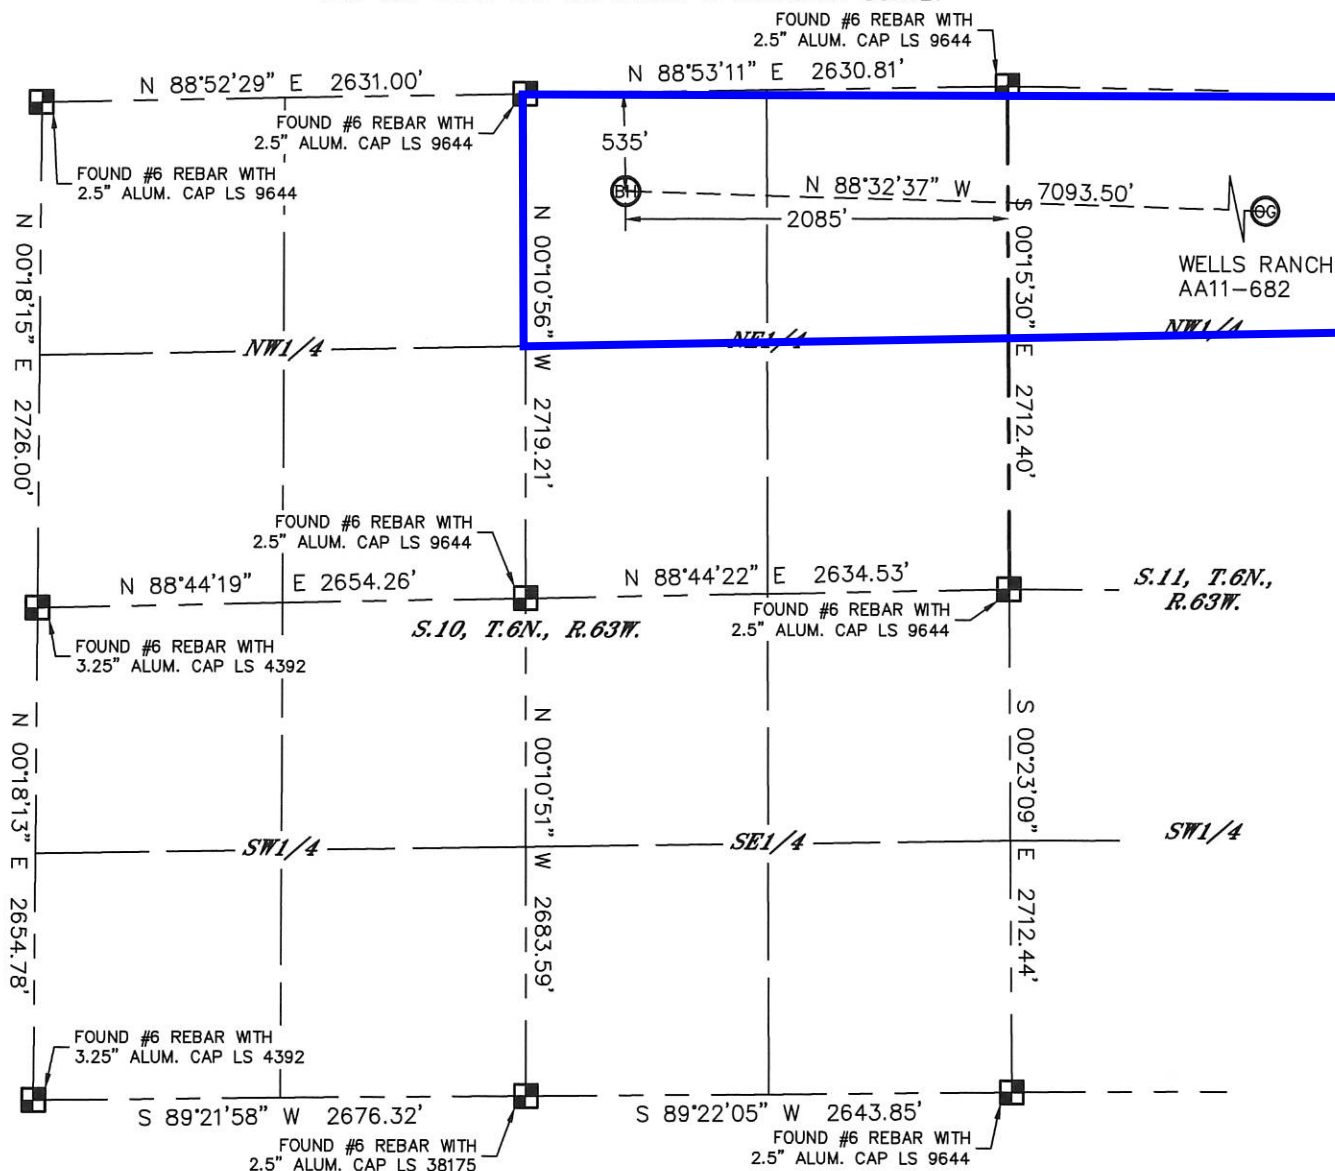 FOUND #6 REBAR WITH
2.5" ALUM. CAP LS 9644
N 88°52'29" E 2631.00'
N 88°53'11" E 2630.81'
FOUND #6 REBAR WITH
2.5" ALUM. CAP LS 9644
535'
FOUND #6 REBAR WITH
2.5" ALUM. CAP LS 9644
BH
N 88°32'37" W 7093.50'
OG
2085'
WELLS RANCH
AA11-682
N 00°18'15" E 2726.00'
N 00°10'56" W 2719.21'
S 00°15'30" E 2712.40'
NW1/4
NE1/4
NW1/4
FOUND #6 REBAR WITH
2.5" ALUM. CAP LS 9644
N 88°44'19" E 2654.26'
N 88°44'22" E 2634.53'
S.11, T.6N.,
R.63W.
FOUND #6 REBAR WITH
2.5" ALUM. CAP LS 9644
S.10, T.6N., R.63W.
FOUND #6 REBAR WITH
3.25" ALUM. CAP LS 4392
N 00°18'13" E 2654.78'
N 00°10'51" W 2683.59'
S 00°23'09" E 2712.44'
SW1/4
SE1/4
SW1/4
FOUND #6 REBAR WITH
3.25" ALUM. CAP LS 4392
S 89°21'58" W 2676.32'
S 89°22'05" W 2643.85'
FOUND #6 REBAR WITH
2.5" ALUM. CAP LS 38175
FOUND #6 REBAR WITH
2.5" ALUM. CAP LS 9644